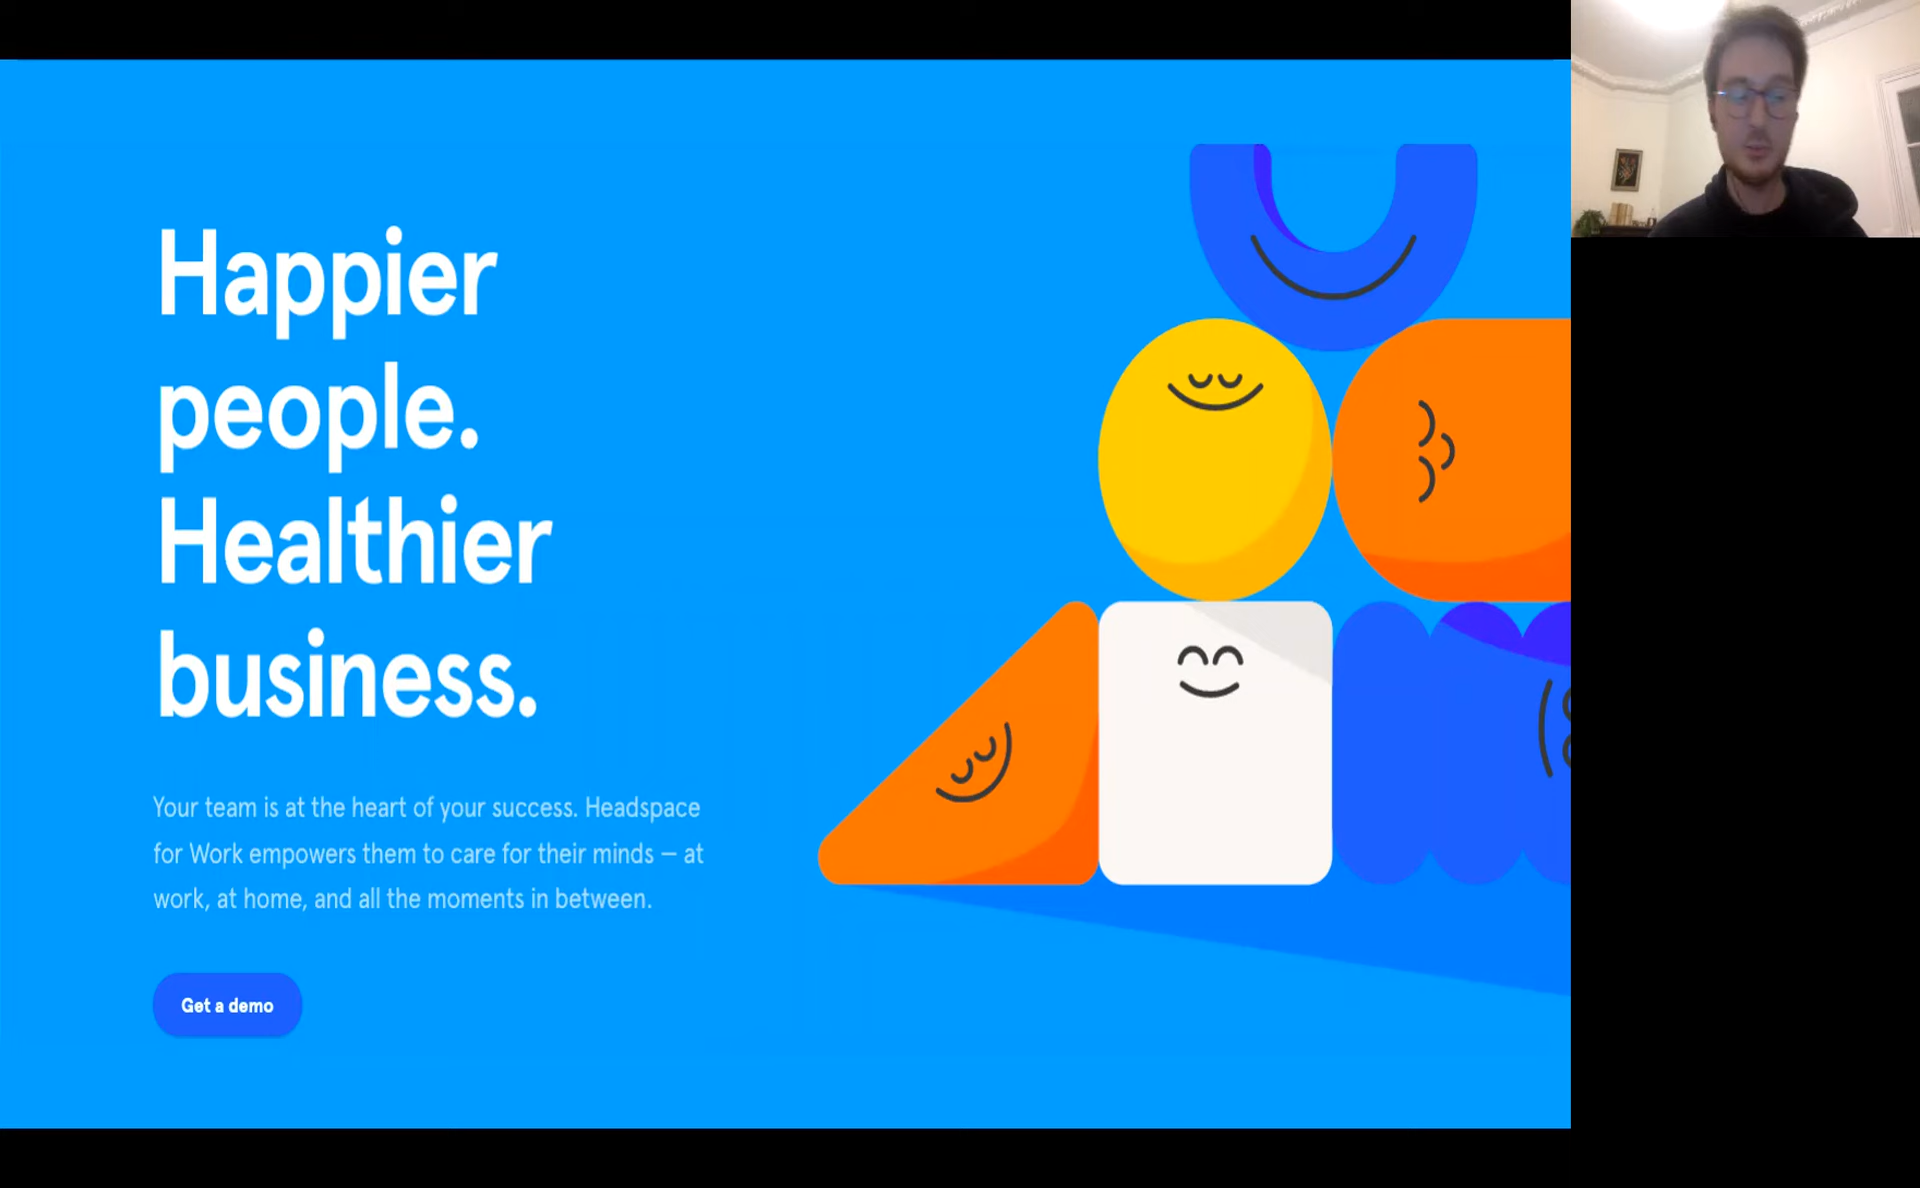 Happier
people.
Healthier
business.
Your team is at the heart of your success. Headspace
for Work empowers them to care for their minds — at
work, at home, and all the moments in between.
Get a demo